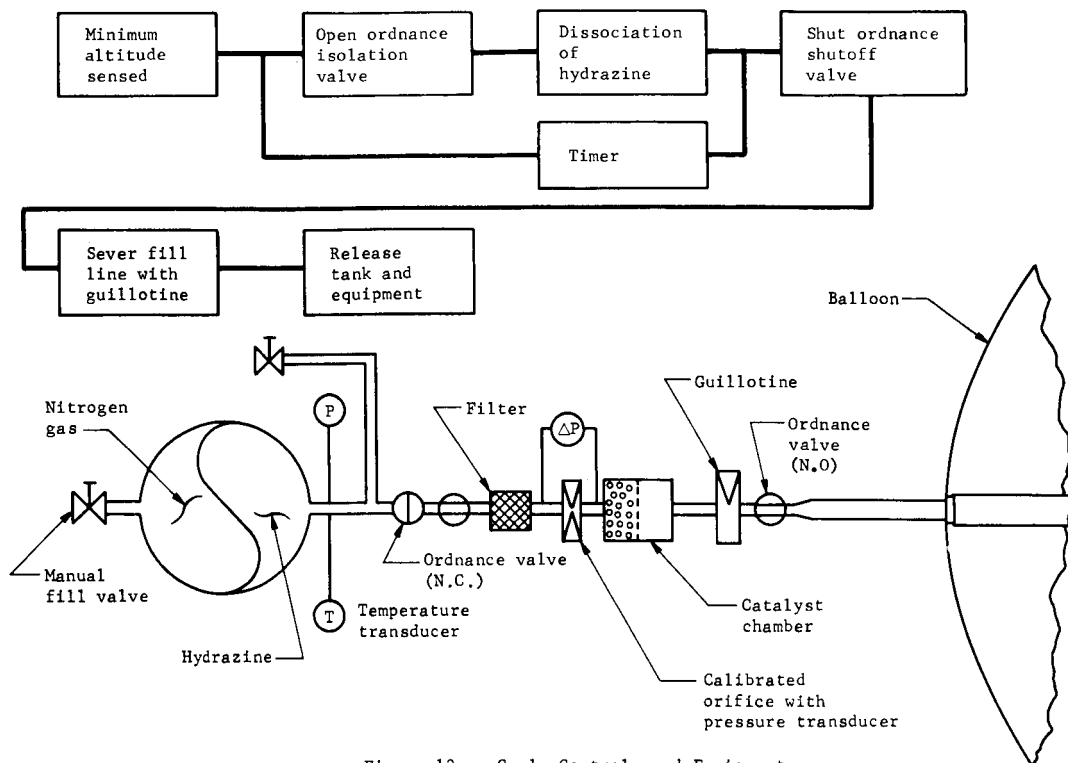 Minimum
altitude
sensed
Open ordnance
isolation
valve
Dissociation
of
hydrazine
Shut ordnance
shutoff
valve
Timer
Sever fill
line with
guillotine
Release
tank and
equipment
Balloon
Guillotine
Nitrogen
gas
P
Filter
ΔP
Ordnance
valve
(N.O)
Manual
fill valve
Ordnance valve
(N.C.)
T
Temperature
transducer
Catalyst
chamber
Hydrazine
Calibrated
orifice with
pressure transducer